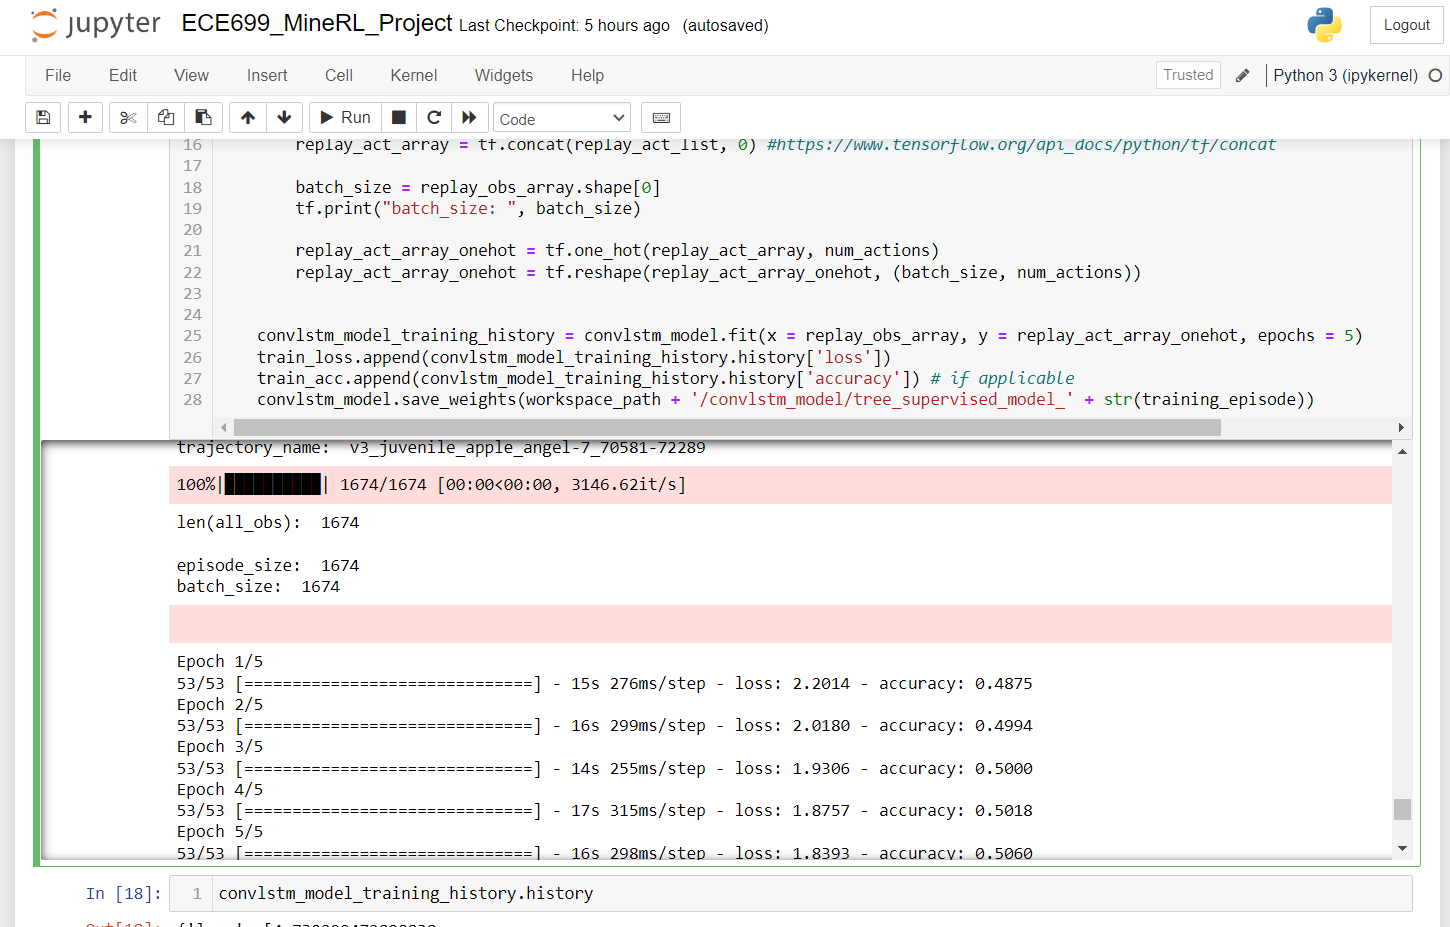 jupyter ECE699_MineRL_Project Last Checkpoint: 5 hours ago (autosaved) Logout
File Edit View Insert Cell Kernel Widgets Help Trusted Python 3 (ipykernel)
Run Code
16 replay_act_array = tf.concat(replay_act_list, 0) #https://www.tensorflow.org/api_docs/python/tf/concat
17
18 batch_size = replay_obs_array.shape[0]
19 tf.print("batch_size: ", batch_size)
20
21 replay_act_array_onehot = tf.one_hot(replay_act_array, num_actions)
22 replay_act_array_onehot = tf.reshape(replay_act_array_onehot, (batch_size, num_actions))
23
24
25 convlstm_model_training_history = convlstm_model.fit(x = replay_obs_array, y = replay_act_array_onehot, epochs = 5)
26 train_loss.append(convlstm_model_training_history.history['loss'])
27 train_acc.append(convlstm_model_training_history.history['accuracy']) # if applicable
28 convlstm_model.save_weights(workspace_path + '/convlstm_model/tree_supervised_model_' + str(training_episode))
trajectory_name:  v3_juvenile_apple_angel-7_70581-72289
100%|██████████| 1674/1674 [00:00<00:00, 3146.62it/s]
len(all_obs):  1674
episode_size:  1674
batch_size:  1674
Epoch 1/5
53/53 [==============================] - 15s 276ms/step - loss: 2.2014 - accuracy: 0.4875
Epoch 2/5
53/53 [==============================] - 16s 299ms/step - loss: 2.0180 - accuracy: 0.4994
Epoch 3/5
53/53 [==============================] - 14s 255ms/step - loss: 1.9306 - accuracy: 0.5000
Epoch 4/5
53/53 [==============================] - 17s 315ms/step - loss: 1.8757 - accuracy: 0.5018
Epoch 5/5
53/53 [==============================] - 16s 298ms/step - loss: 1.8393 - accuracy: 0.5060
In [18]: 1 convlstm_model_training_history.history